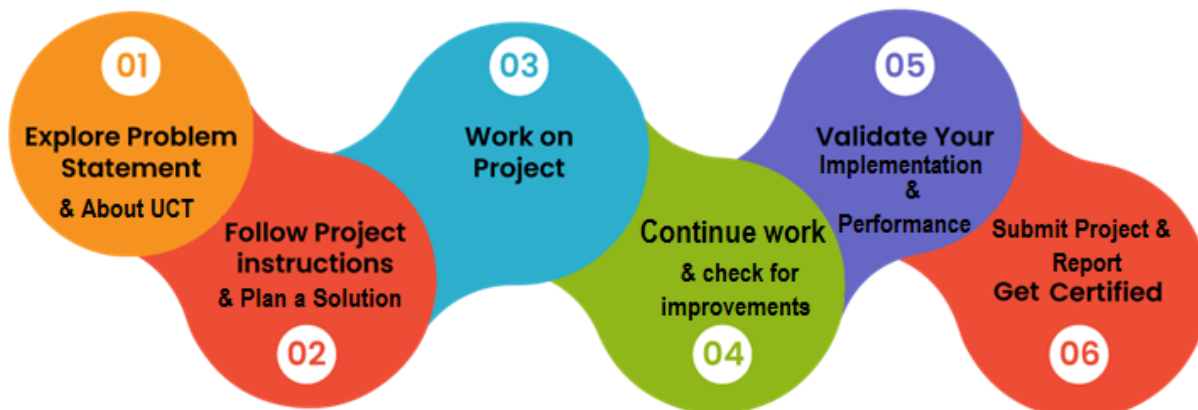 01
Explore Problem
Statement
& About UCT
Follow Project
instructions
& Plan a Solution
02
03
Work on
Project
Continue work
& check for
improvements
04
05
Validate Your
Implementation
&
Performance
Submit Project &
Report
Get Certified
06